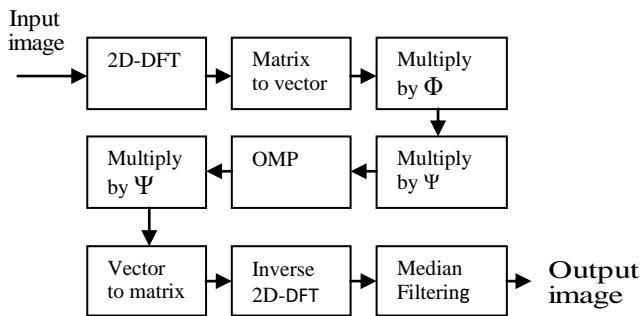 Input
image
2D-DFT
Matrix
to vector
Multiply
by Φ
Multiply
by Ψ
OMP
Multiply
by Ψ
Vector
to matrix
Inverse
2D-DFT
Median
Filtering
Output
image